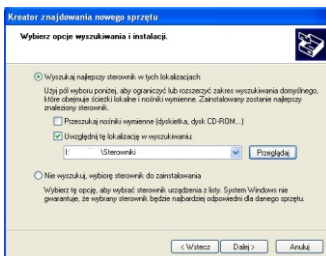 Kreator znajdowania nowego sprzętu
Wybierz opcje wyszukiwania i instalacji.
Wyszukaj najlepszy sterownik w tych lokalizacjach
Użyj pól wyboru poniżej, aby ograniczyć lub rozszerzyć zakres wyszukiwania domyślnego,
które obejmuje ścieżki lokalne i nośniki wymienne. Zainstalowany zostanie najlepszy
znaleziony sterownik.
Przeszukaj nośniki wymienne (dyskietka, dysk CD-ROM...)
Uwzględnij tę lokalizację w wyszukiwaniu:
I: \Sterowniki
Przeglądaj
Nie wyszukuj, wybiorę sterownik do zainstalowania
Wybierz tę opcję, aby wybrać sterownik urządzenia z listy. System Windows nie
gwarantuje, że wybrany sterownik będzie najbardziej odpowiedni dla danego sprzętu.
< Wstecz
Dalej >
Anuluj